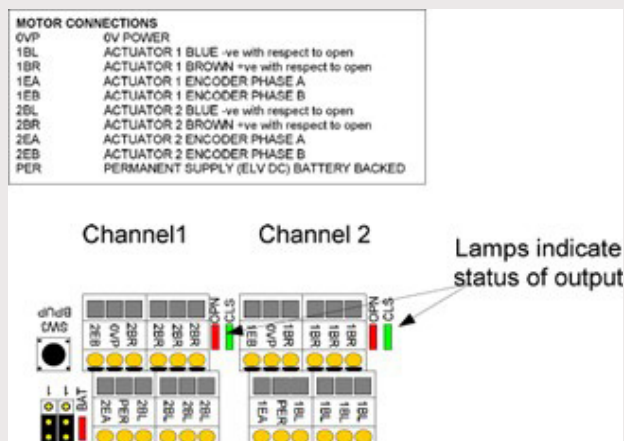 MOTOR CONNECTIONS
0VP 0V POWER
1BL ACTUATOR 1 BLUE -ve with respect to open
1BR ACTUATOR 1 BROWN +ve with respect to open
1EA ACTUATOR 1 ENCODER PHASE A
1EB ACTUATOR 1 ENCODER PHASE B
2BL ACTUATOR 2 BLUE -ve with respect to open
2BR ACTUATOR 2 BROWN +ve with respect to open
2EA ACTUATOR 2 ENCODER PHASE A
2EB ACTUATOR 2 ENCODER PHASE B
PER PERMANENT SUPPLY (ELV DC) BATTERY BACKED
Channel1 Channel 2
Lamps indicate
status of output
BPUP
SW3
2EB 0VP 2BR 2BR 2BR 2BR OPN CLS
1EB 0VP 1BR 1BR 1BR 1BR OPN CLS
1 1 BAT
2EA PER 2BL 2BL 2BL 2BL
1EA PER 1BL 1BL 1BL 1BL